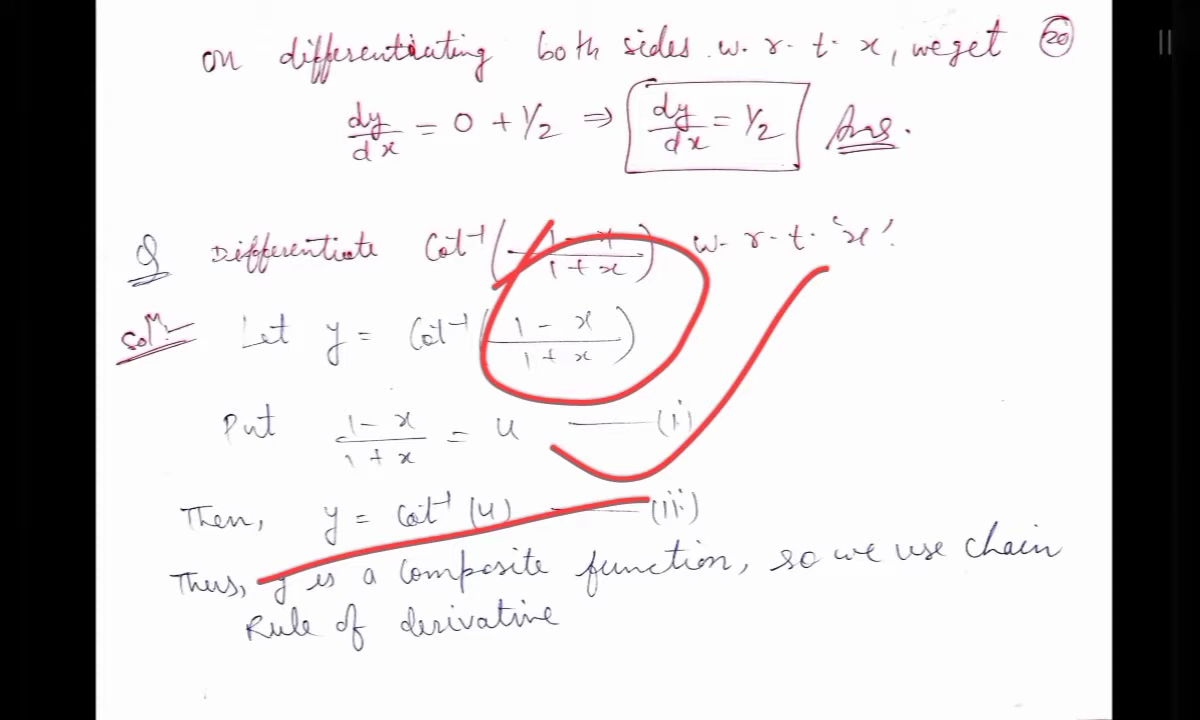 on differentiating both sides w.r.t. x, we get 20
dy/dx = 0 + 1/2 ⇒ dy/dx = 1/2 Ans.
Q Differentiate Cot⁻¹(1 - x / 1 + x) w.r.t. 'x'.
Solⁿ:- Let y = Cot⁻¹(1 - x / 1 + x)
Put 1 - x / 1 + x = u —— (i)
Then, y = Cot⁻¹(u) —— (ii)
Thus, y is a composite function, so we use chain
Rule of derivative